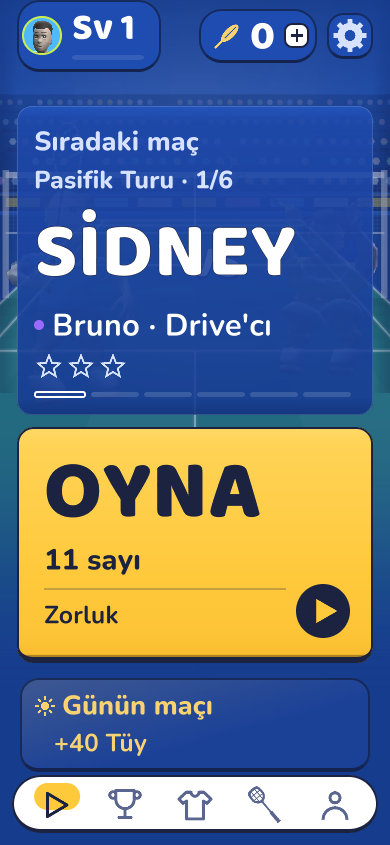 Sv 1
0
Sıradaki maç
Pasifik Turu · 1/6
SİDNEY
Bruno · Drive'cı
OYNA
11 sayı
Zorluk
Günün maçı
+40 Tüy